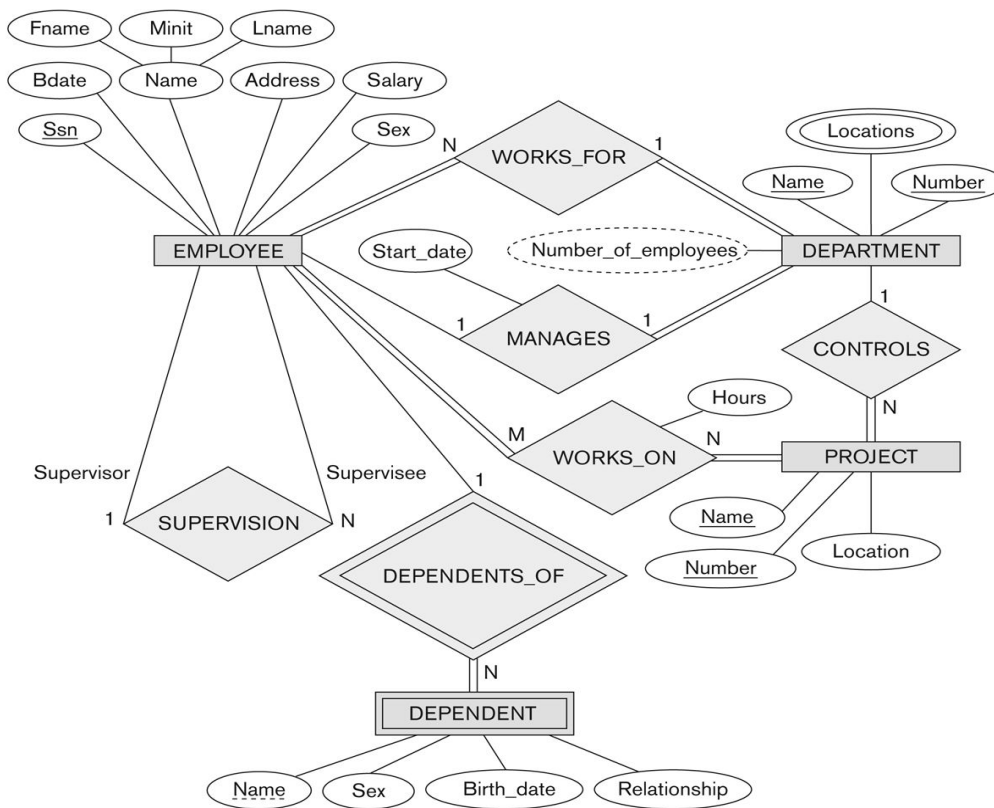 Fname
Minit
Lname
Bdate
Name
Address
Salary
Ssn
Sex
N
WORKS_FOR
1
Locations
Name
Number
EMPLOYEE
Start_date
Number_of_employees
DEPARTMENT
1
MANAGES
1
1
CONTROLS
N
Hours
M
WORKS_ON
N
PROJECT
Name
Number
Location
Supervisor
Supervisee
1
SUPERVISION
N
1
DEPENDENTS_OF
N
DEPENDENT
Name
Sex
Birth_date
Relationship